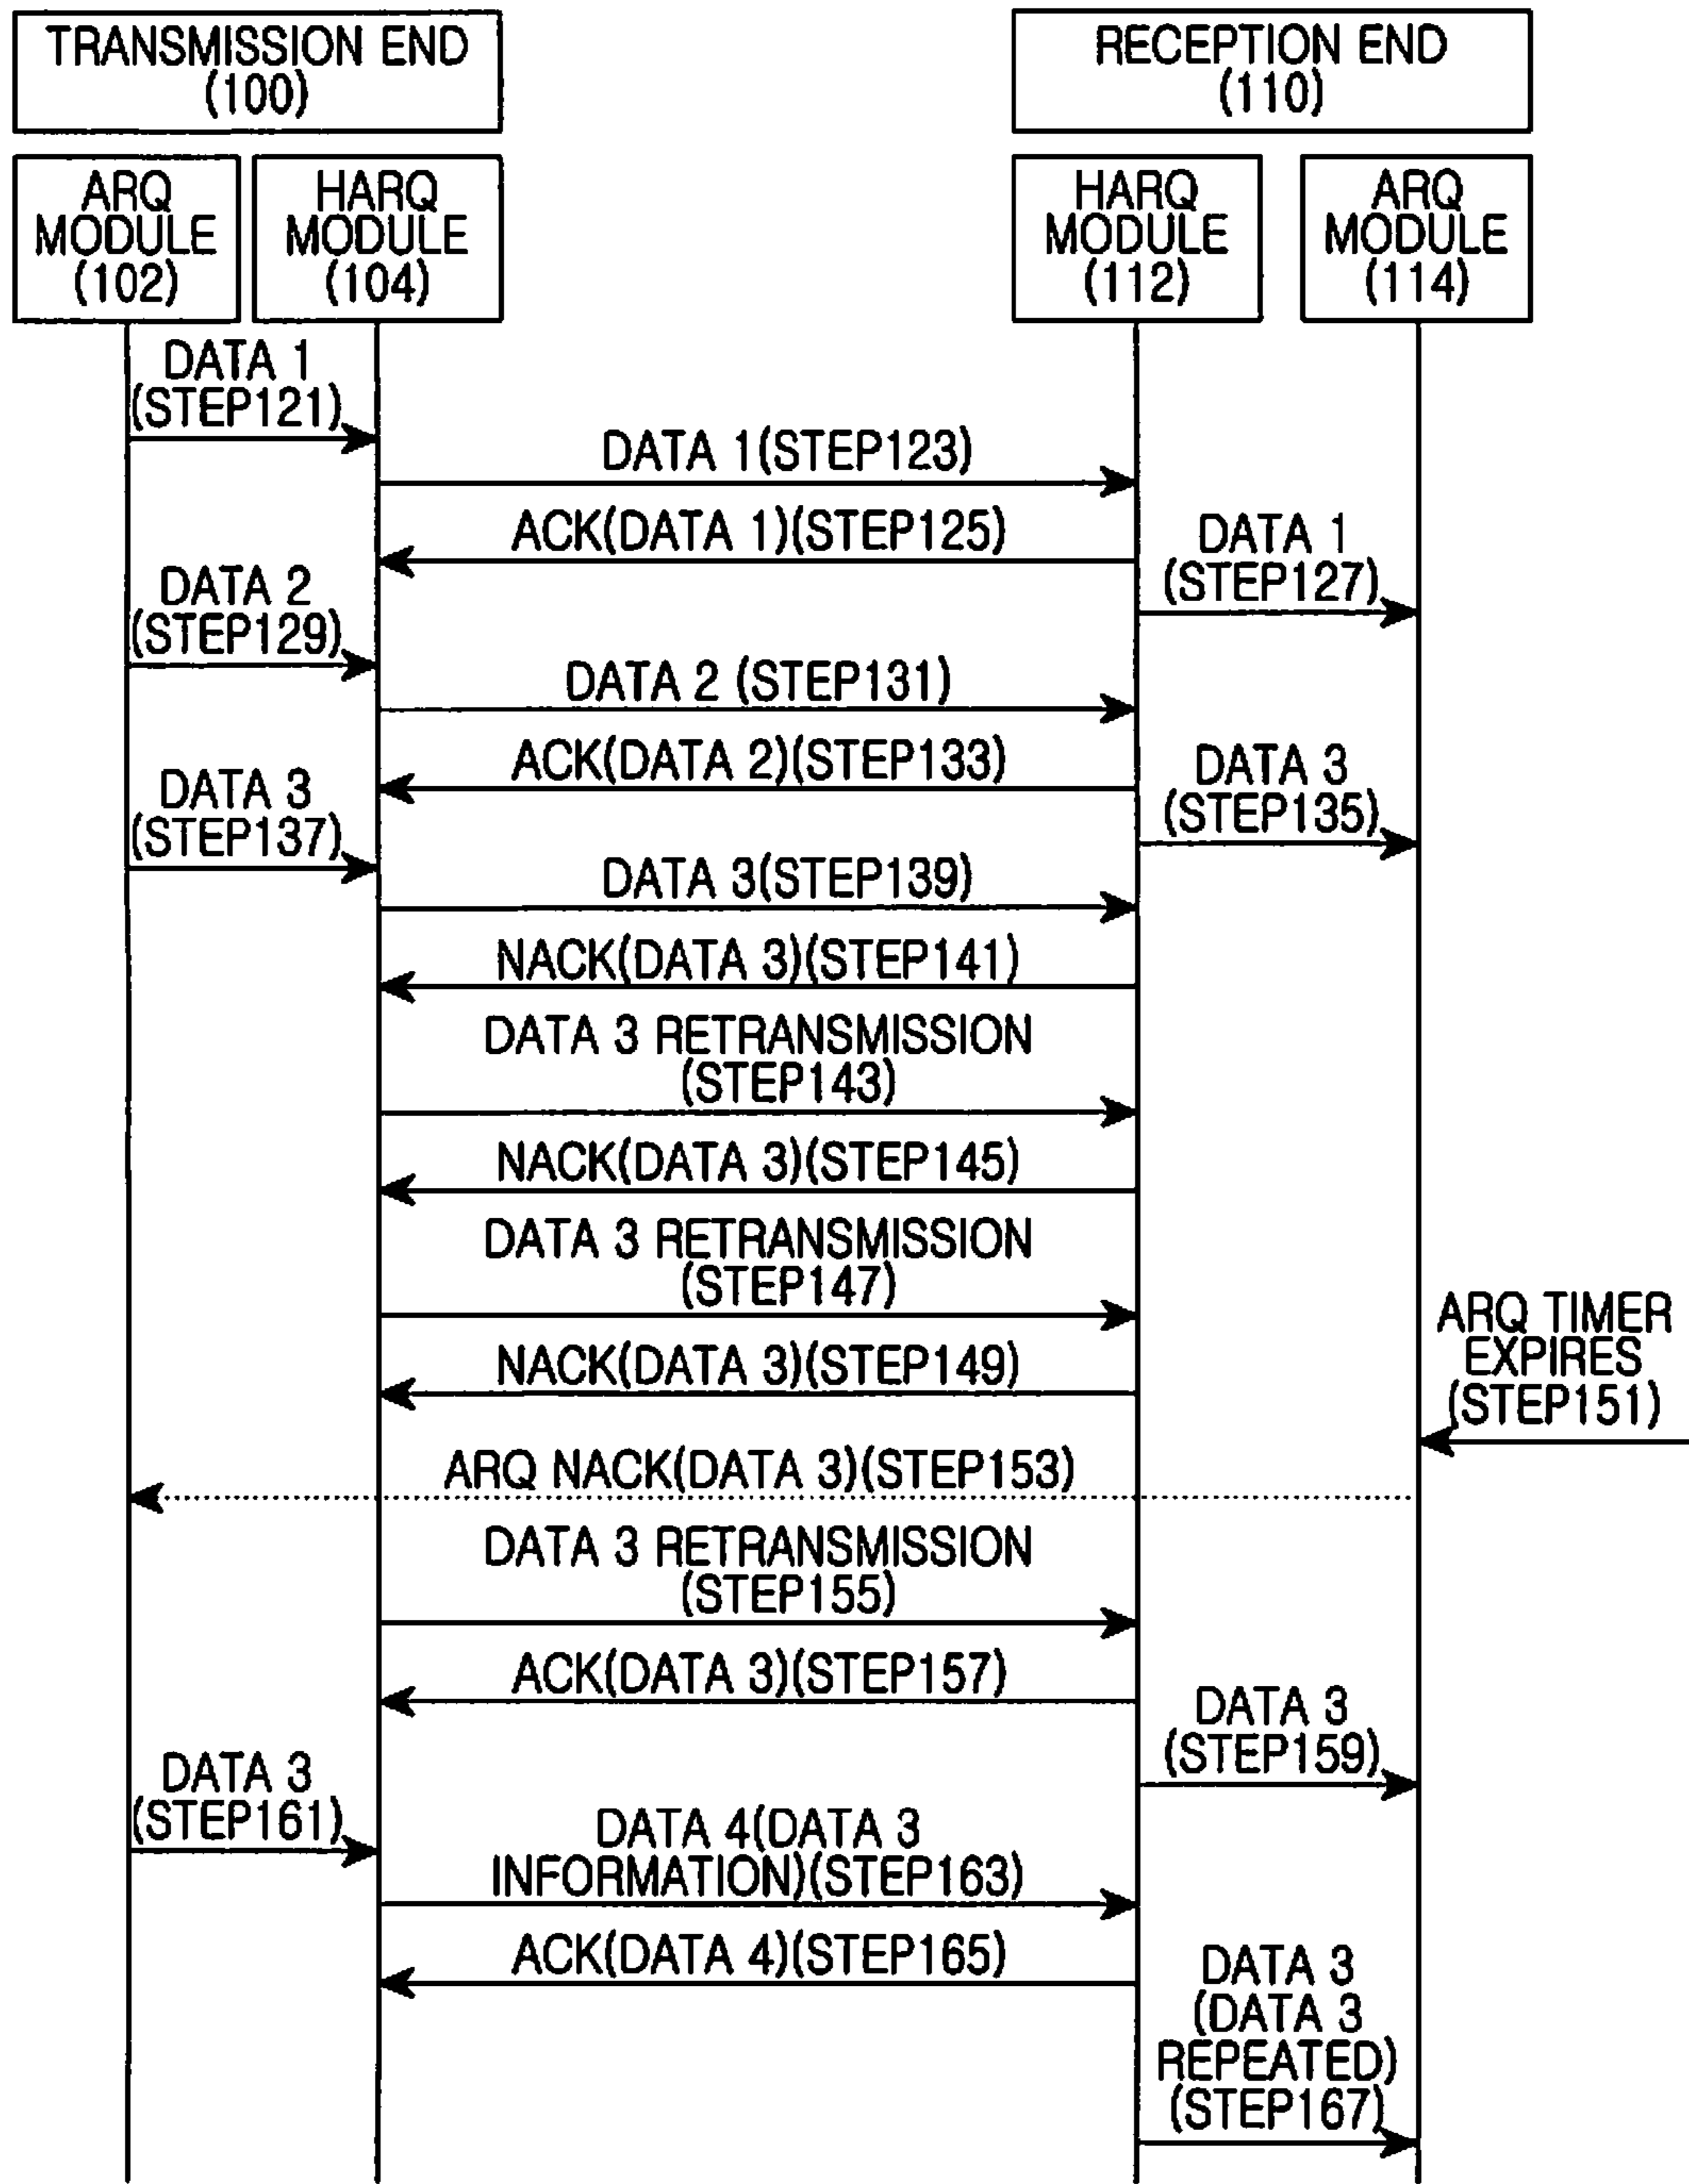 TRANSMISSION END
(100)
RECEPTION END
(110)
ARQ
MODULE
(102)
HARQ
MODULE
(104)
HARQ
MODULE
(112)
ARQ
MODULE
(114)
DATA 1
(STEP121)
DATA 1(STEP123)
ACK(DATA 1)(STEP125)
DATA 1
(STEP127)
DATA 2
(STEP129)
DATA 2 (STEP131)
ACK(DATA 2)(STEP133)
DATA 3
(STEP135)
DATA 3
(STEP137)
DATA 3(STEP139)
NACK(DATA 3)(STEP141)
DATA 3 RETRANSMISSION
(STEP143)
NACK(DATA 3)(STEP145)
DATA 3 RETRANSMISSION
(STEP147)
NACK(DATA 3)(STEP149)
ARQ TIMER
EXPIRES
(STEP151)
ARQ NACK(DATA 3)(STEP153)
DATA 3 RETRANSMISSION
(STEP155)
ACK(DATA 3)(STEP157)
DATA 3
(STEP159)
DATA 3
(STEP161)
DATA 4(DATA 3
INFORMATION)(STEP163)
ACK(DATA 4)(STEP165)
DATA 3
(DATA 3
REPEATED)
(STEP167)